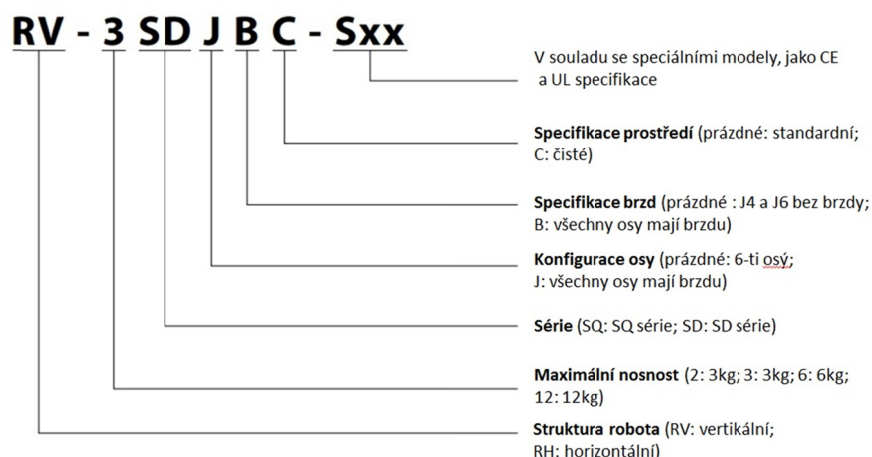 RV - 3 SD J B C - Sxx
V souladu se speciálními modely, jako CE
a UL specifikace
Specifikace prostředí (prázdné: standardní;
C: čisté)
Specifikace brzd (prázdné : J4 a J6 bez brzdy;
B: všechny osy mají brzdu)
Konfigurace osy (prázdné: 6-ti osý;
J: všechny osy mají brzdu)
Série (SQ: SQ série; SD: SD série)
Maximální nosnost (2: 3kg; 3: 3kg; 6: 6kg;
12: 12kg)
Struktura robota (RV: vertikální;
RH: horizontální)